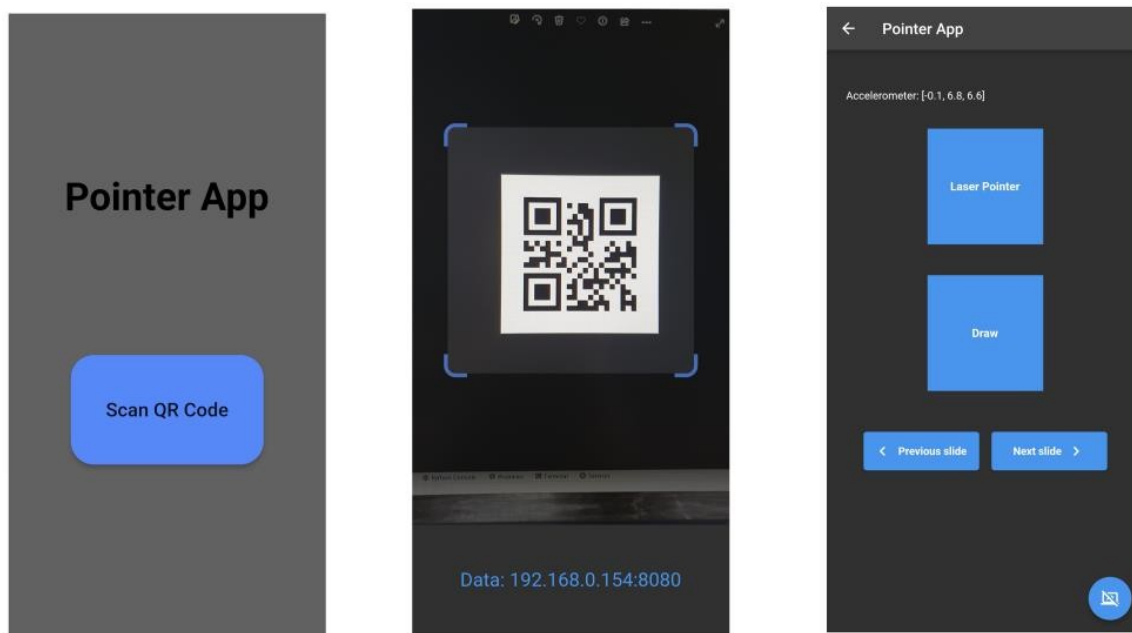 Pointer App
Scan QR Code
Data: 192.168.0.154:8080
Pointer App
Accelerometer: [-0.1, 6.8, 6.6]
Laser Pointer
Draw
Previous slide
Next slide